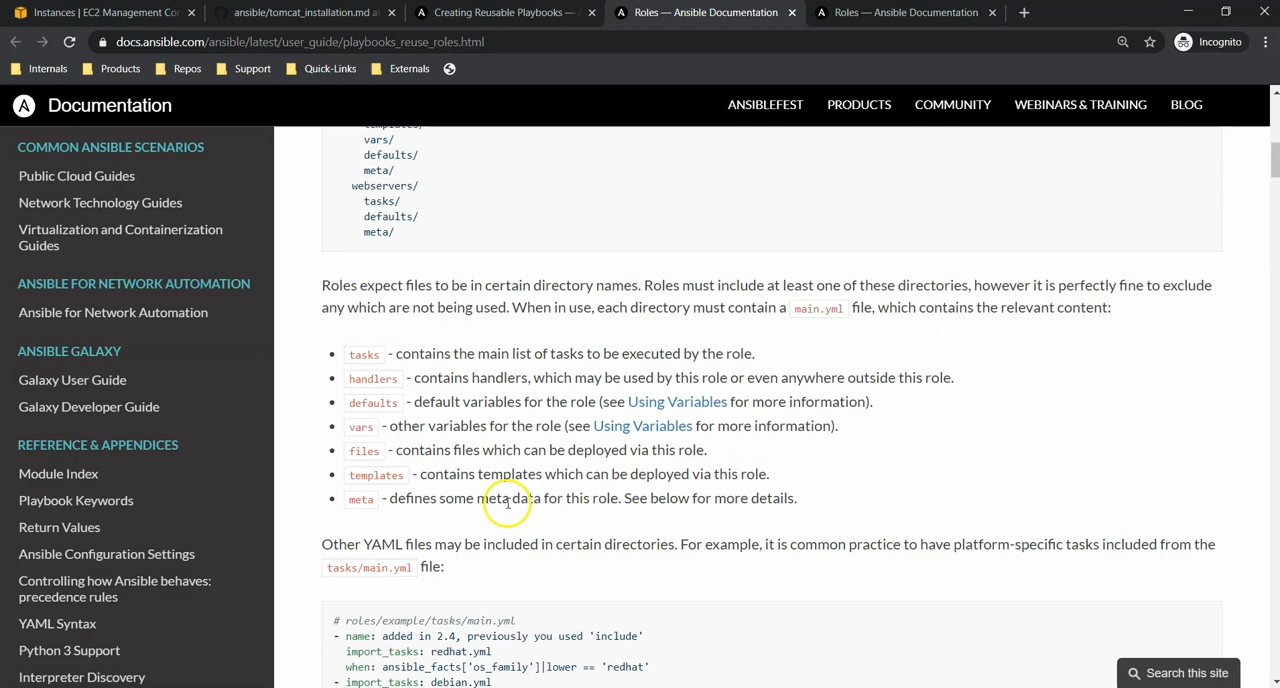 Instances | EC2 Management Co
ansible/tomcat_installation.md a
Creating Reusable Playbooks —
Roles — Ansible Documentation
Roles — Ansible Documentation
docs.ansible.com/ansible/latest/user_guide/playbooks_reuse_roles.html
Incognito
Internals
Products
Repos
Support
Quick-Links
Externals
A Documentation
ANSIBLEFEST
PRODUCTS
COMMUNITY
WEBINARS & TRAINING
BLOG
COMMON ANSIBLE SCENARIOS
Public Cloud Guides
Network Technology Guides
Virtualization and Containerization
Guides
ANSIBLE FOR NETWORK AUTOMATION
Ansible for Network Automation
ANSIBLE GALAXY
Galaxy User Guide
Galaxy Developer Guide
REFERENCE & APPENDICES
Module Index
Playbook Keywords
Return Values
Ansible Configuration Settings
Controlling how Ansible behaves:
precedence rules
YAML Syntax
Python 3 Support
Interpreter Discovery
templates/
vars/
defaults/
meta/
webservers/
tasks/
defaults/
meta/
Roles expect files to be in certain directory names. Roles must include at least one of these directories, however it is perfectly fine to exclude
any which are not being used. When in use, each directory must contain a main.yml file, which contains the relevant content:
• tasks - contains the main list of tasks to be executed by the role.
• handlers - contains handlers, which may be used by this role or even anywhere outside this role.
• defaults - default variables for the role (see Using Variables for more information).
• vars - other variables for the role (see Using Variables for more information).
• files - contains files which can be deployed via this role.
• templates - contains templates which can be deployed via this role.
• meta - defines some meta data for this role. See below for more details.
Other YAML files may be included in certain directories. For example, it is common practice to have platform-specific tasks included from the
tasks/main.yml file:
# roles/example/tasks/main.yml
- name: added in 2.4, previously you used 'include'
import_tasks: redhat.yml
when: ansible_facts['os_family']|lower == 'redhat'
- import_tasks: debian.yml
Search this site